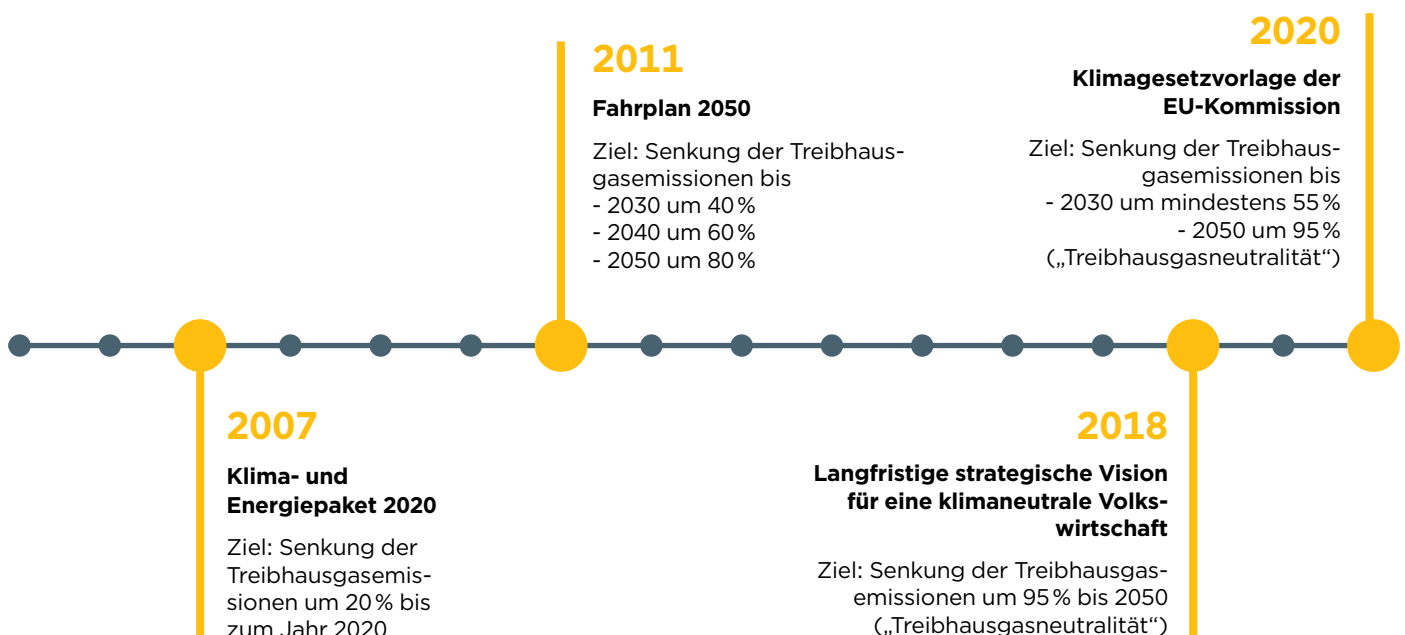 2011
Fahrplan 2050
Ziel: Senkung der Treibhaus-
gasemissionen bis
- 2030 um 40 %
- 2040 um 60 %
- 2050 um 80 %
2020
Klimagesetzvorlage der
EU-Kommission
Ziel: Senkung der Treibhaus-
gasemissionen bis
- 2030 um mindestens 55 %
- 2050 um 95 %
(„Treibhausgasneutralität“)
2007
Klima- und
Energiepaket 2020
Ziel: Senkung der
Treibhausgasemis-
sionen um 20 % bis
zum Jahr 2020
2018
Langfristige strategische Vision
für eine klimaneutrale Volks-
wirtschaft
Ziel: Senkung der Treibhausgas-
emissionen um 95 % bis 2050
(„Treibhausgasneutralität“)